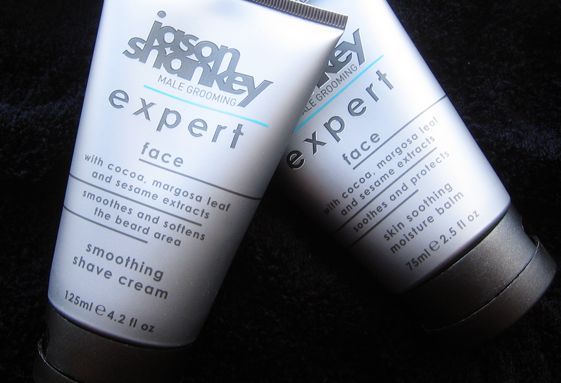 jason
shankey
MALE GROOMING
expert
face
with cocoa, margosa leaf
and sesame extracts
smoothes and softens
the beard area
smoothing
shave cream
125ml e 4.2 fl oz
shankey
MALE GROOMING
expert
face
with cocoa, margosa leaf
and sesame extracts
soothes and protects
skin soothing
moisture balm
75ml e 2.5 fl oz